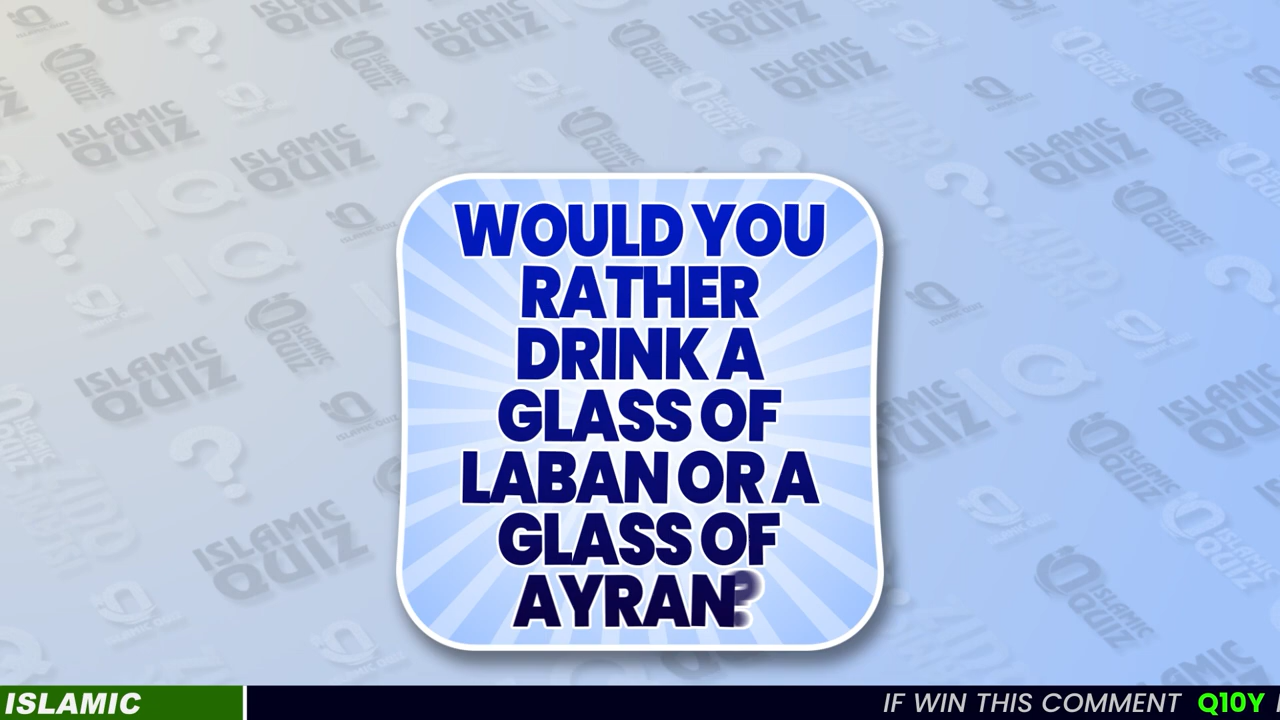 WOULD YOU
RATHER
DRINK A
GLASS OF
LABAN OR A
GLASS OF
AYRAN?
ISLAMIC
IF WIN THIS COMMENT Q10Y